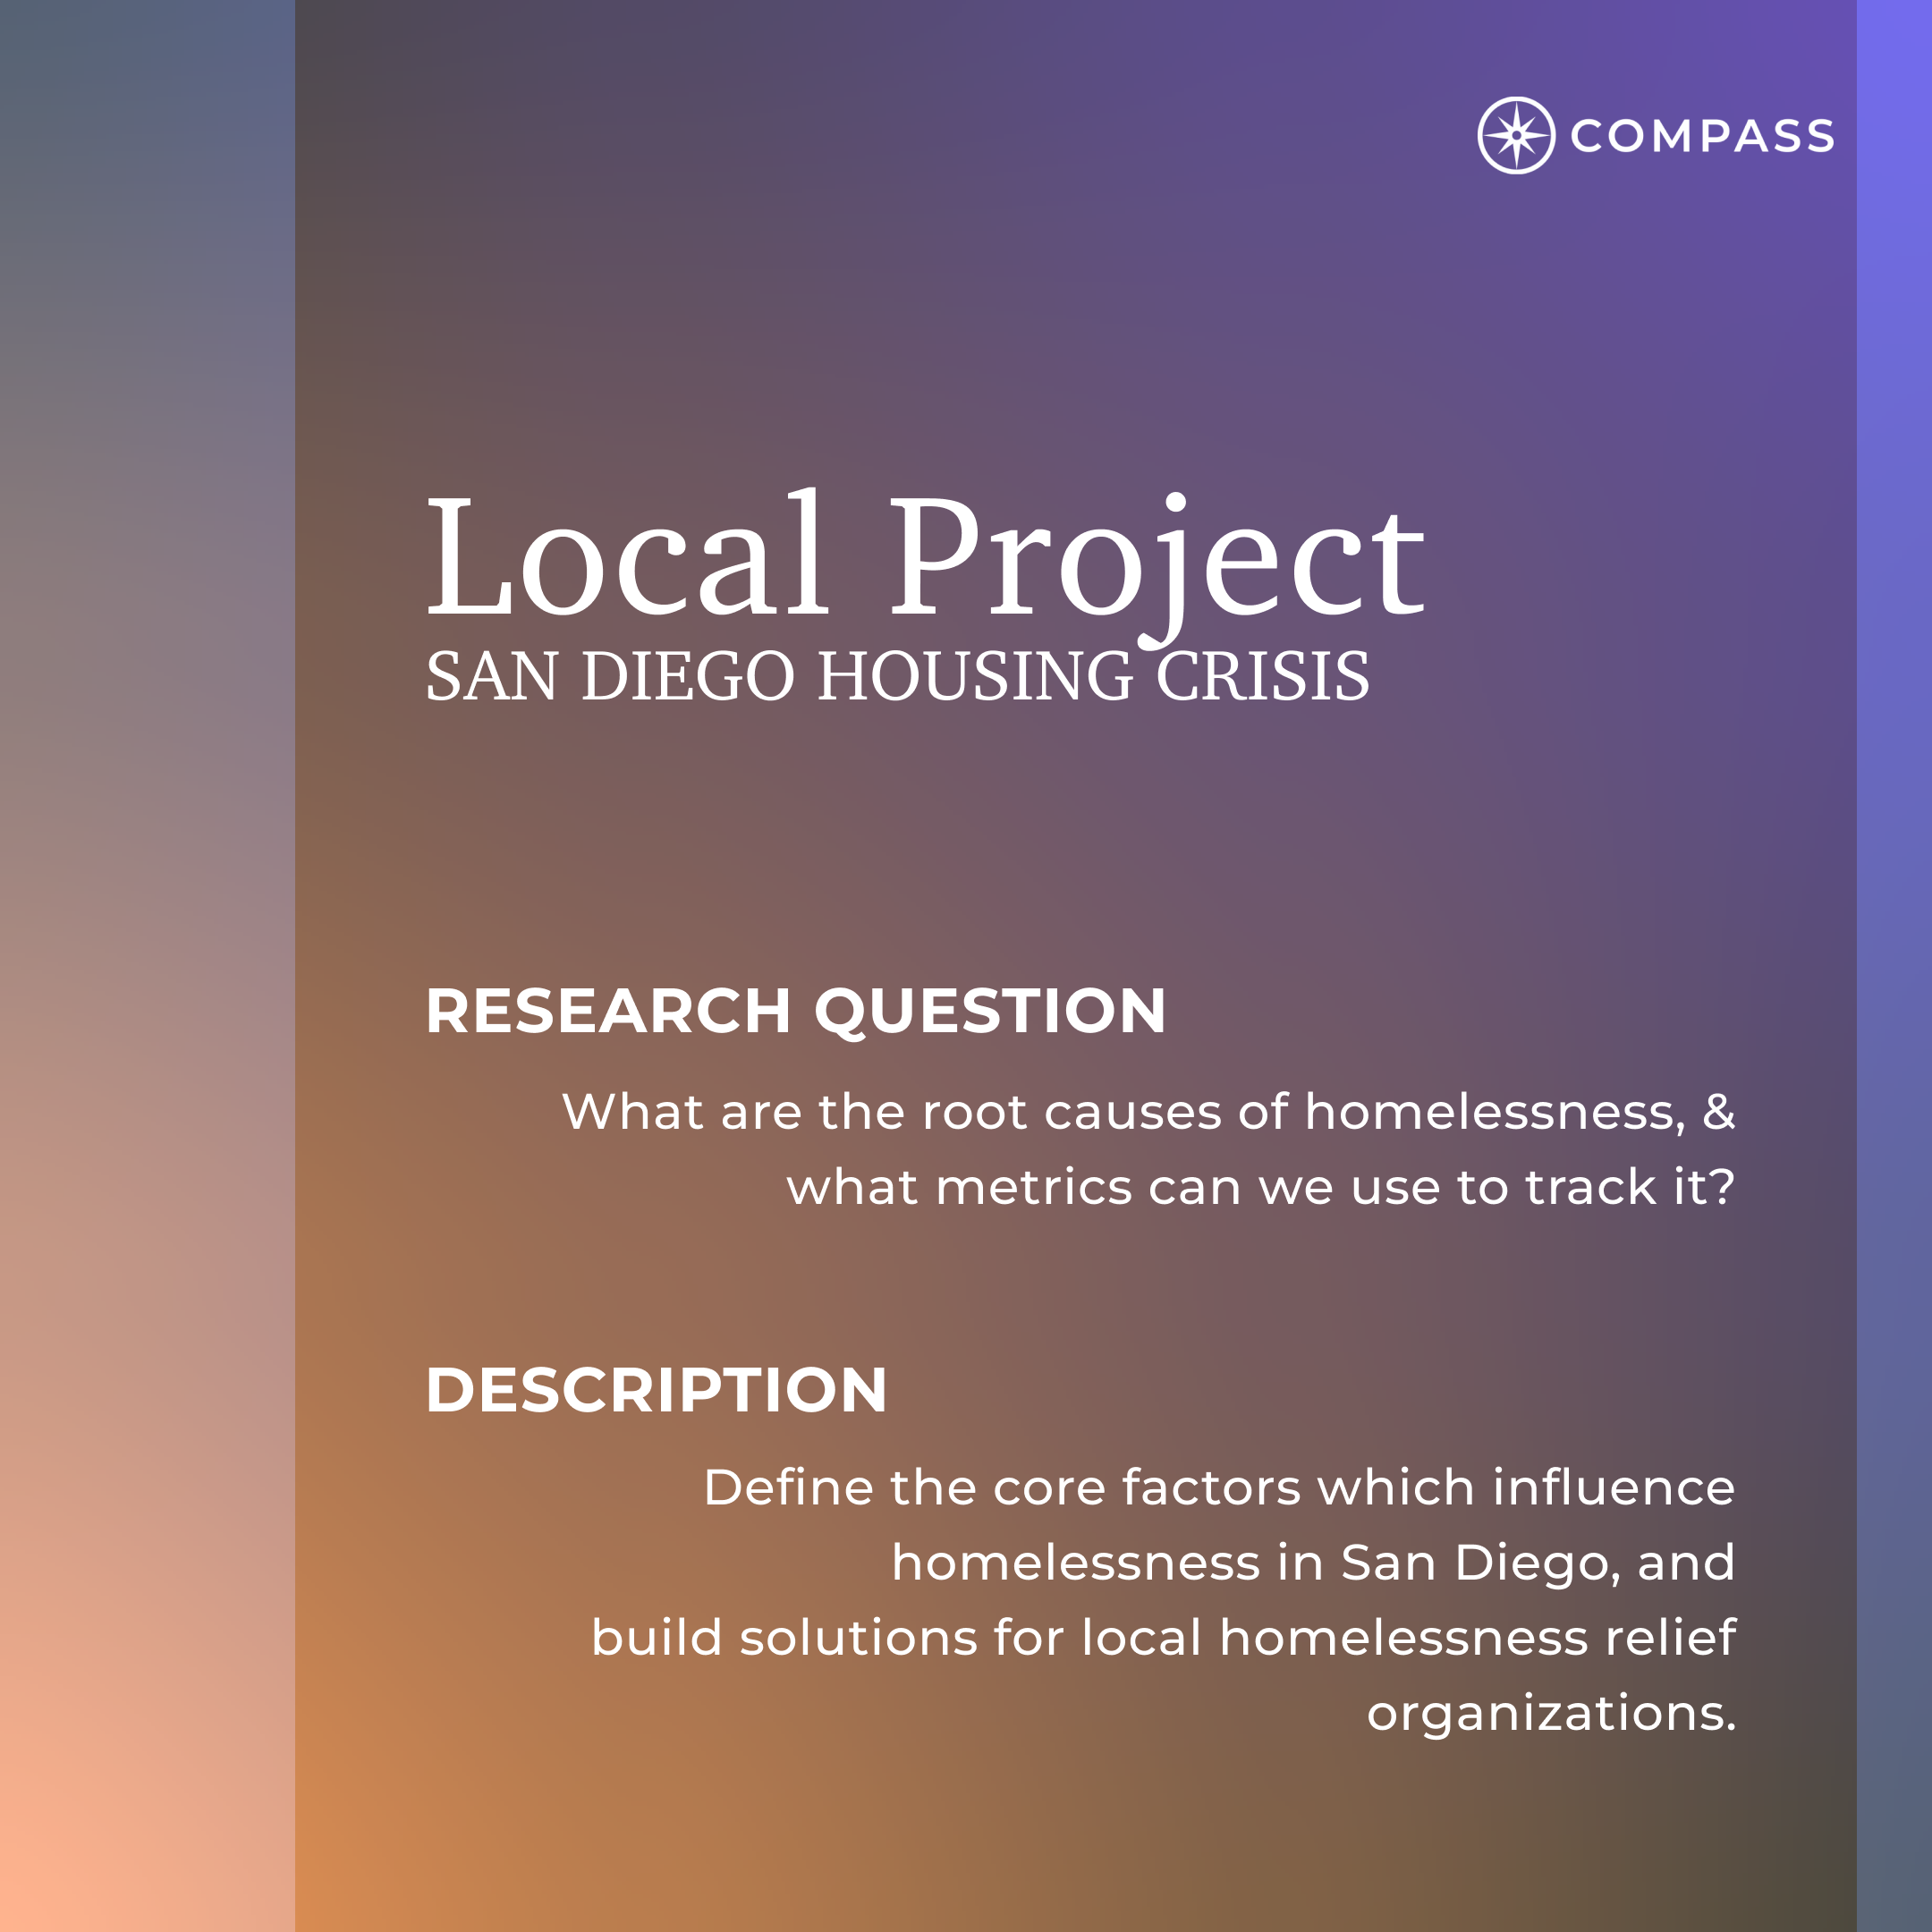 COMPASS
Local Project
SAN DIEGO HOUSING CRISIS
RESEARCH QUESTION
What are the root causes of homelessness, &
what metrics can we use to track it?
DESCRIPTION
Define the core factors which influence
homelessness in San Diego, and
build solutions for local homelessness relief
organizations.